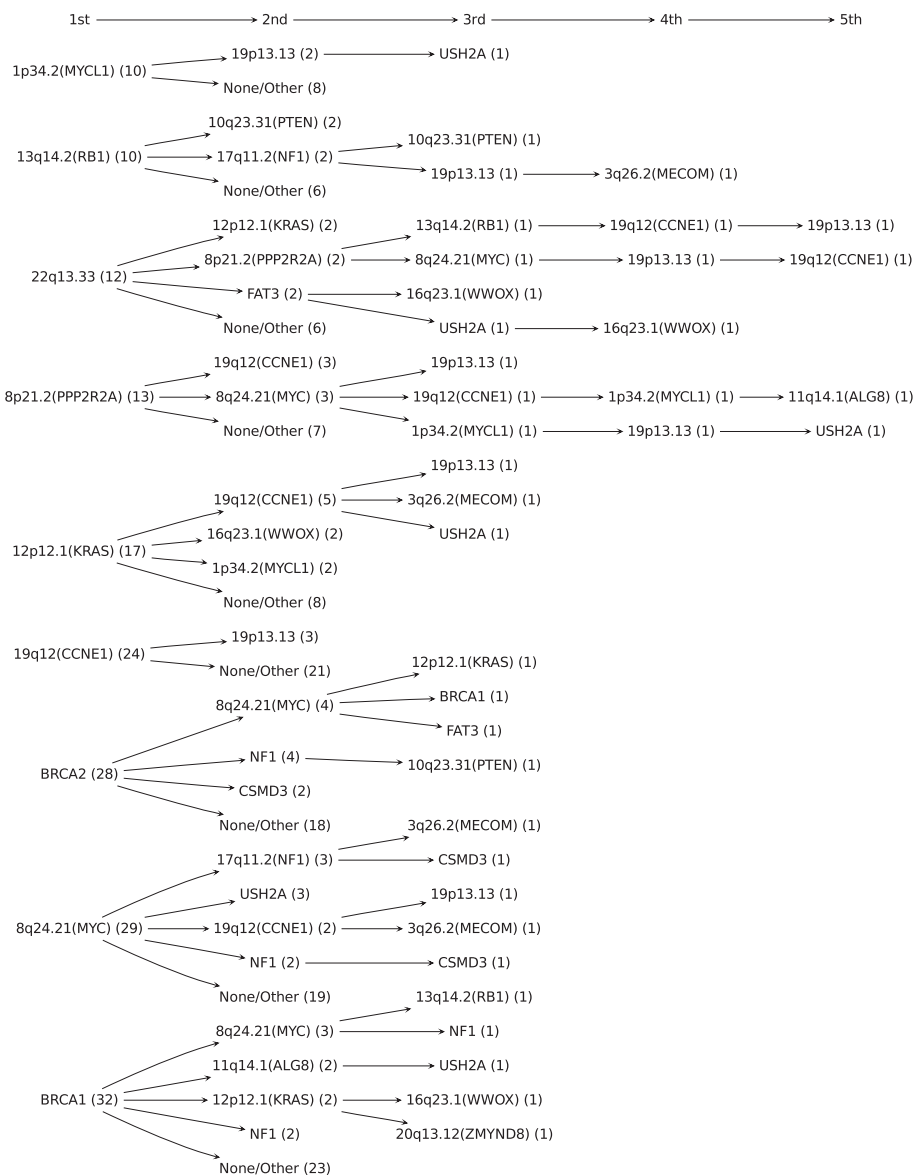 1st 2nd 3rd 4th 5th
19p13.13 (2) USH2A (1)
1p34.2(MYCL1) (10)
None/Other (8)
10q23.31(PTEN) (2)
10q23.31(PTEN) (1)
13q14.2(RB1) (10) 17q11.2(NF1) (2)
19p13.13 (1) 3q26.2(MECOM) (1)
None/Other (6)
12p12.1(KRAS) (2) 13q14.2(RB1) (1) 19q12(CCNE1) (1) 19p13.13 (1)
8p21.2(PPP2R2A) (2) 8q24.21(MYC) (1) 19p13.13 (1) 19q12(CCNE1) (1)
22q13.33 (12)
FAT3 (2) 16q23.1(WWOX) (1)
None/Other (6) USH2A (1) 16q23.1(WWOX) (1)
19q12(CCNE1) (3) 19p13.13 (1)
8p21.2(PPP2R2A) (13) 8q24.21(MYC) (3) 19q12(CCNE1) (1) 1p34.2(MYCL1) (1) 11q14.1(ALG8) (1)
None/Other (7) 1p34.2(MYCL1) (1) 19p13.13 (1) USH2A (1)
19p13.13 (1)
19q12(CCNE1) (5) 3q26.2(MECOM) (1)
16q23.1(WWOX) (2) USH2A (1)
12p12.1(KRAS) (17)
1p34.2(MYCL1) (2)
None/Other (8)
19p13.13 (3)
19q12(CCNE1) (24)
None/Other (21) 12p12.1(KRAS) (1)
8q24.21(MYC) (4) BRCA1 (1)
FAT3 (1)
NF1 (4) 10q23.31(PTEN) (1)
BRCA2 (28)
CSMD3 (2)
None/Other (18) 3q26.2(MECOM) (1)
17q11.2(NF1) (3) CSMD3 (1)
USH2A (3) 19p13.13 (1)
8q24.21(MYC) (29) 19q12(CCNE1) (2) 3q26.2(MECOM) (1)
NF1 (2) CSMD3 (1)
None/Other (19) 13q14.2(RB1) (1)
8q24.21(MYC) (3) NF1 (1)
11q14.1(ALG8) (2) USH2A (1)
BRCA1 (32) 12p12.1(KRAS) (2) 16q23.1(WWOX) (1)
NF1 (2) 20q13.12(ZMYND8) (1)
None/Other (23)